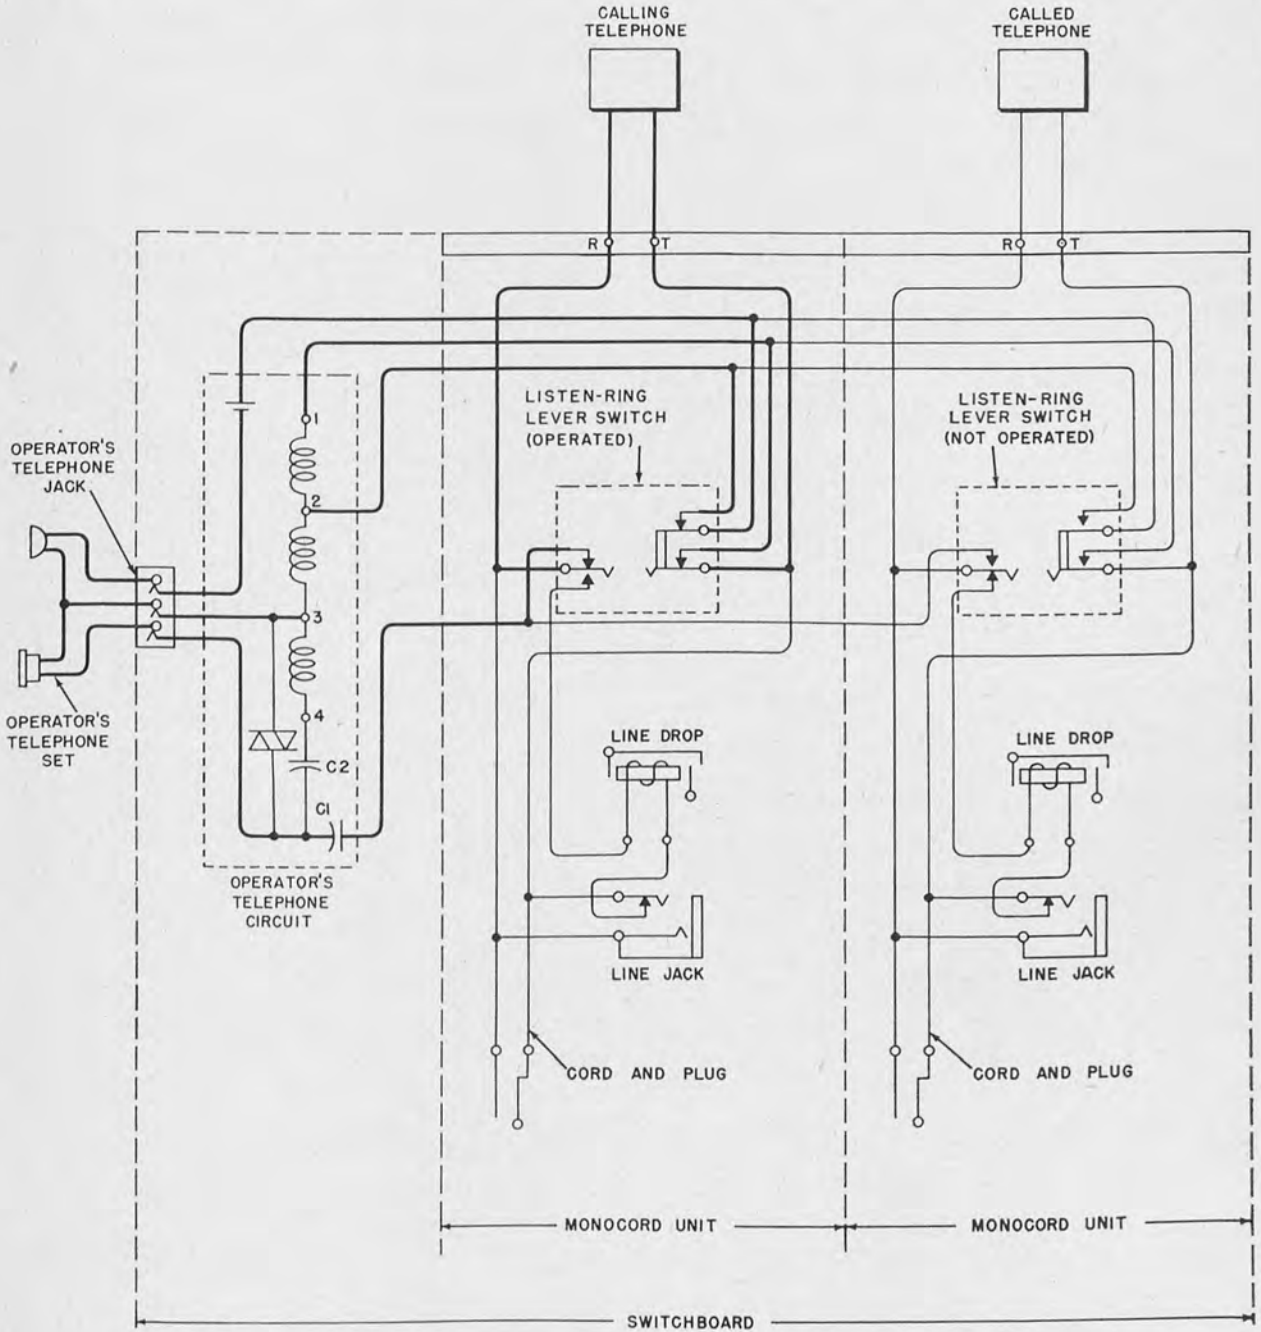 CALLING
TELEPHONE
CALLED
TELEPHONE
R
T
R
T
LISTEN-RING
LEVER SWITCH
(OPERATED)
LISTEN-RING
LEVER SWITCH
(NOT OPERATED)
OPERATOR'S
TELEPHONE
JACK
1
2
3
4
C2
C1
OPERATOR'S
TELEPHONE
SET
OPERATOR'S
TELEPHONE
CIRCUIT
LINE DROP
LINE DROP
LINE JACK
LINE JACK
CORD AND PLUG
CORD AND PLUG
MONOCORD UNIT
MONOCORD UNIT
SWITCHBOARD